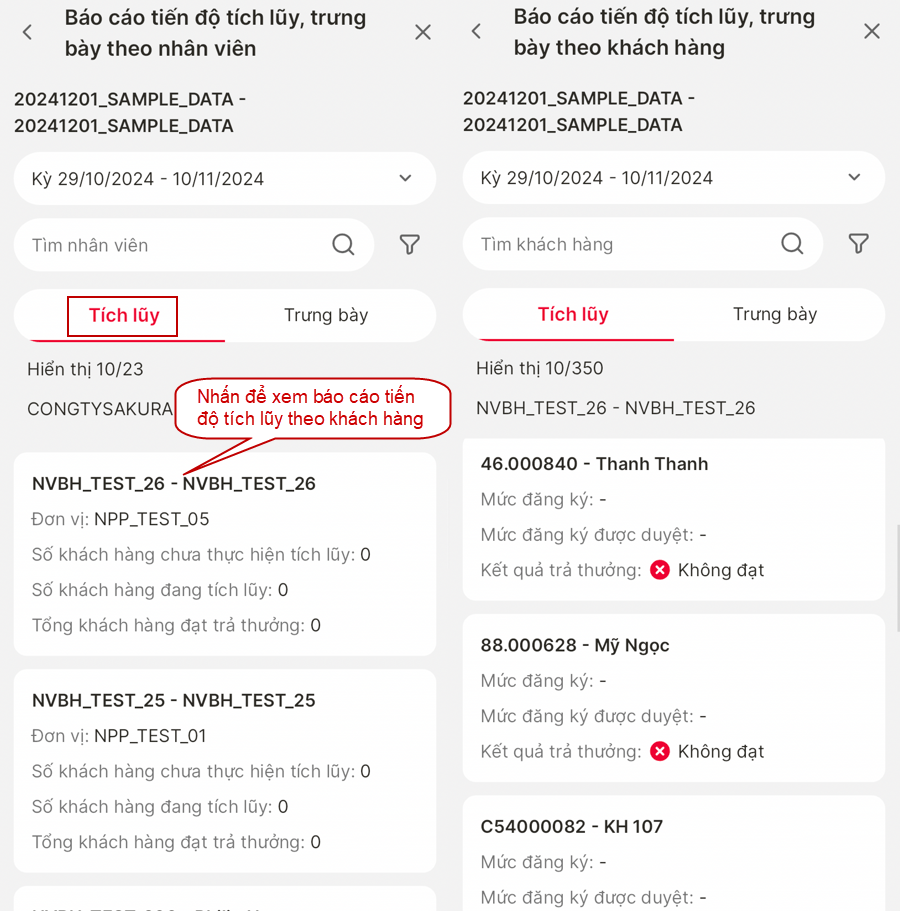 Báo cáo tiến độ tích lũy, trưng
bày theo nhân viên
20241201_SAMPLE_DATA -
20241201_SAMPLE_DATA
Kỳ 29/10/2024 - 10/11/2024
Tìm nhân viên
Tích lũy
Trưng bày
Hiển thị 10/23
CONGTYSAKURA
Nhấn để xem báo cáo tiến
độ tích lũy theo khách hàng
NVBH_TEST_26 - NVBH_TEST_26
Đơn vị: NPP_TEST_05
Số khách hàng chưa thực hiện tích lũy: 0
Số khách hàng đang tích lũy: 0
Tổng khách hàng đạt trả thưởng: 0
NVBH_TEST_25 - NVBH_TEST_25
Đơn vị: NPP_TEST_01
Số khách hàng chưa thực hiện tích lũy: 0
Số khách hàng đang tích lũy: 0
Tổng khách hàng đạt trả thưởng: 0
Báo cáo tiến độ tích lũy, trưng
bày theo khách hàng
20241201_SAMPLE_DATA -
20241201_SAMPLE_DATA
Kỳ 29/10/2024 - 10/11/2024
Tìm khách hàng
Tích lũy
Trưng bày
Hiển thị 10/350
NVBH_TEST_26 - NVBH_TEST_26
46.000840 - Thanh Thanh
Mức đăng ký: -
Mức đăng ký được duyệt: -
Kết quả trả thưởng: Không đạt
88.000628 - Mỹ Ngọc
Mức đăng ký: -
Mức đăng ký được duyệt: -
Kết quả trả thưởng: Không đạt
C54000082 - KH 107
Mức đăng ký: -
Mức đăng ký được duyệt: -